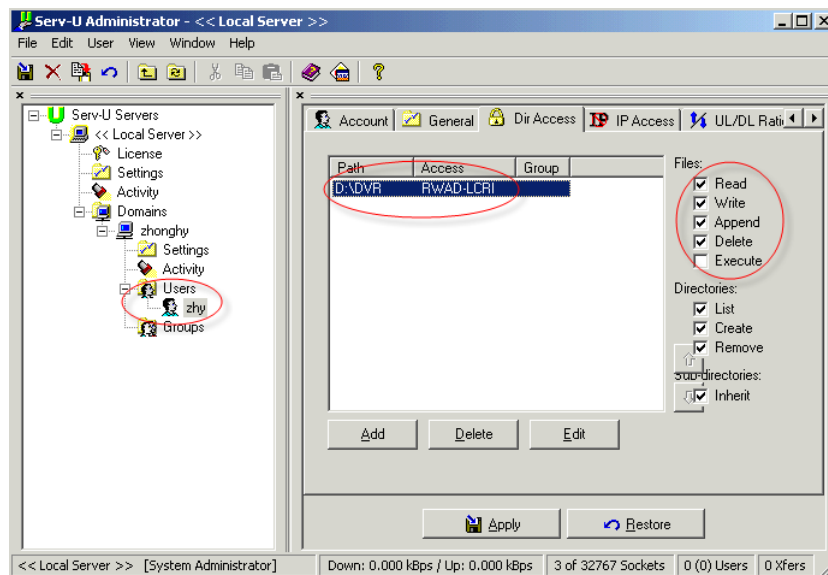 Serv-U Administrator - << Local Server >>
File Edit User View Window Help
Serv-U Servers
<< Local Server >>
License
Settings
Activity
Domains
zhonghy
Settings
Activity
Users
zhy
Groups
Account General Dir Access IP Access UL/DL Rati
Path Access Group
D:\DVR RWAD-LCRI
Files:
Read
Write
Append
Delete
Execute
Directories:
List
Create
Remove
Sub-directories:
Inherit
Add Delete Edit
Apply Restore
<< Local Server >> [System Administrator] Down: 0.000 kBps / Up: 0.000 kBps 3 of 32767 Sockets 0 (0) Users 0 Xfers